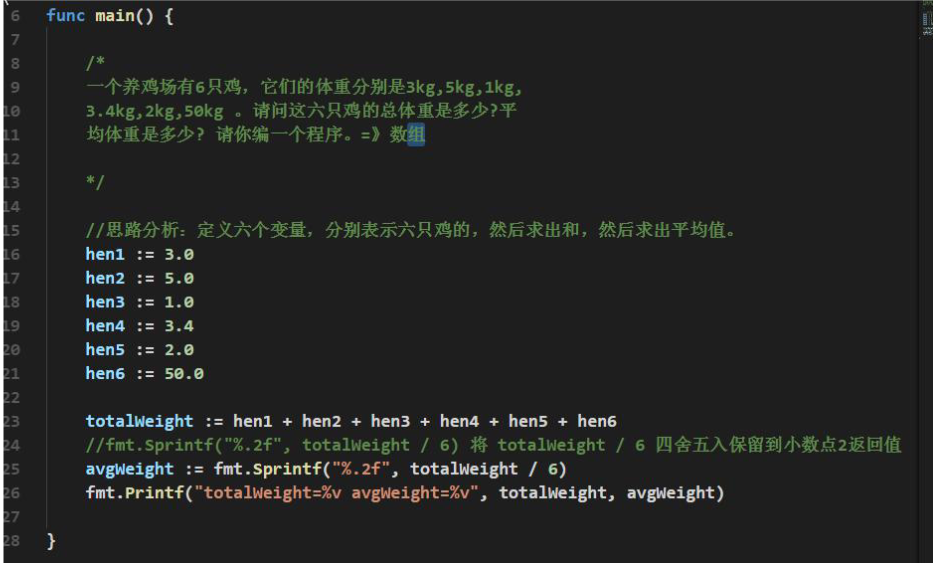 6 func main() {
7
8 /*
9 一个养鸡场有6只鸡，它们的体重分别是3kg,5kg,1kg,
10 3.4kg,2kg,50kg 。请问这六只鸡的总体重是多少?平
11 均体重是多少? 请你编一个程序。=》数组
12
13 */
14
15 //思路分析：定义六个变量，分别表示六只鸡的，然后求出和，然后求出平均值。
16 hen1 := 3.0
17 hen2 := 5.0
18 hen3 := 1.0
19 hen4 := 3.4
20 hen5 := 2.0
21 hen6 := 50.0
22
23 totalWeight := hen1 + hen2 + hen3 + hen4 + hen5 + hen6
24 //fmt.Sprintf("%.2f", totalWeight / 6) 将 totalWeight / 6 四舍五入保留到小数点2返回值
25 avgWeight := fmt.Sprintf("%.2f", totalWeight / 6)
26 fmt.Printf("totalWeight=%v avgWeight=%v", totalWeight, avgWeight)
27
28 }